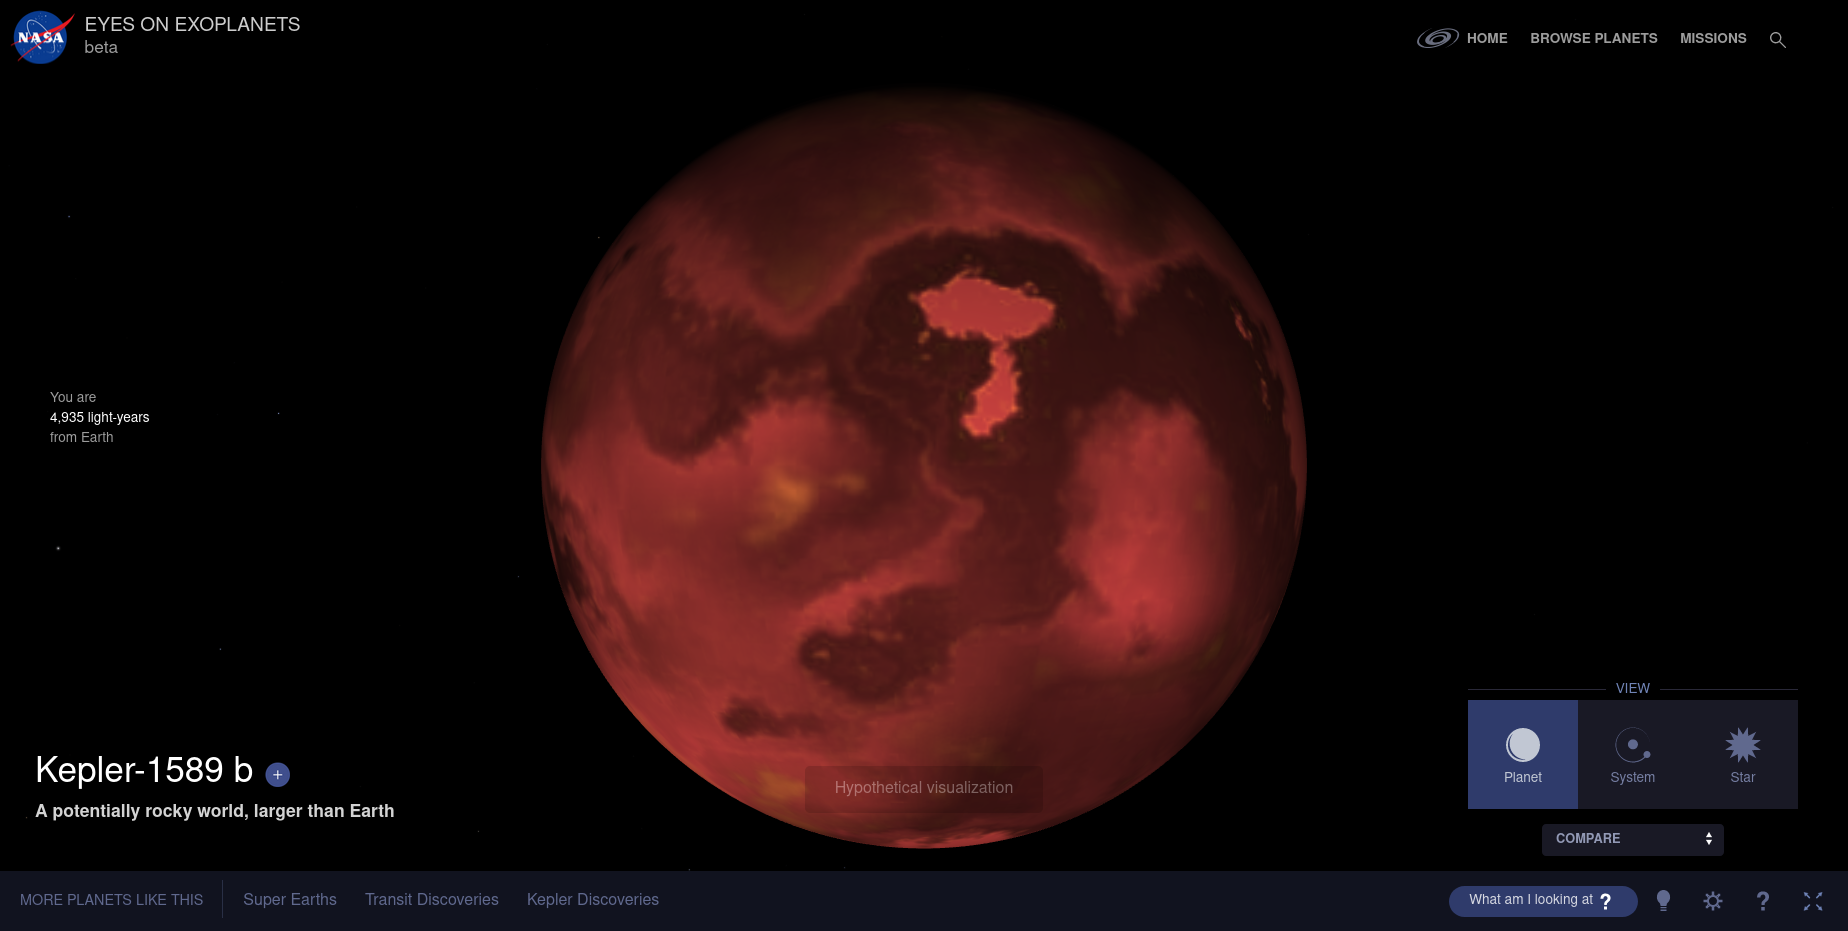 NASA
EYES ON EXOPLANETS
beta
HOME
BROWSE PLANETS
MISSIONS
You are
4,935 light-years
from Earth
Kepler-1589 b +
A potentially rocky world, larger than Earth
Hypothetical visualization
VIEW
Planet
System
Star
COMPARE
MORE PLANETS LIKE THIS
Super Earths
Transit Discoveries
Kepler Discoveries
What am I looking at ?
?